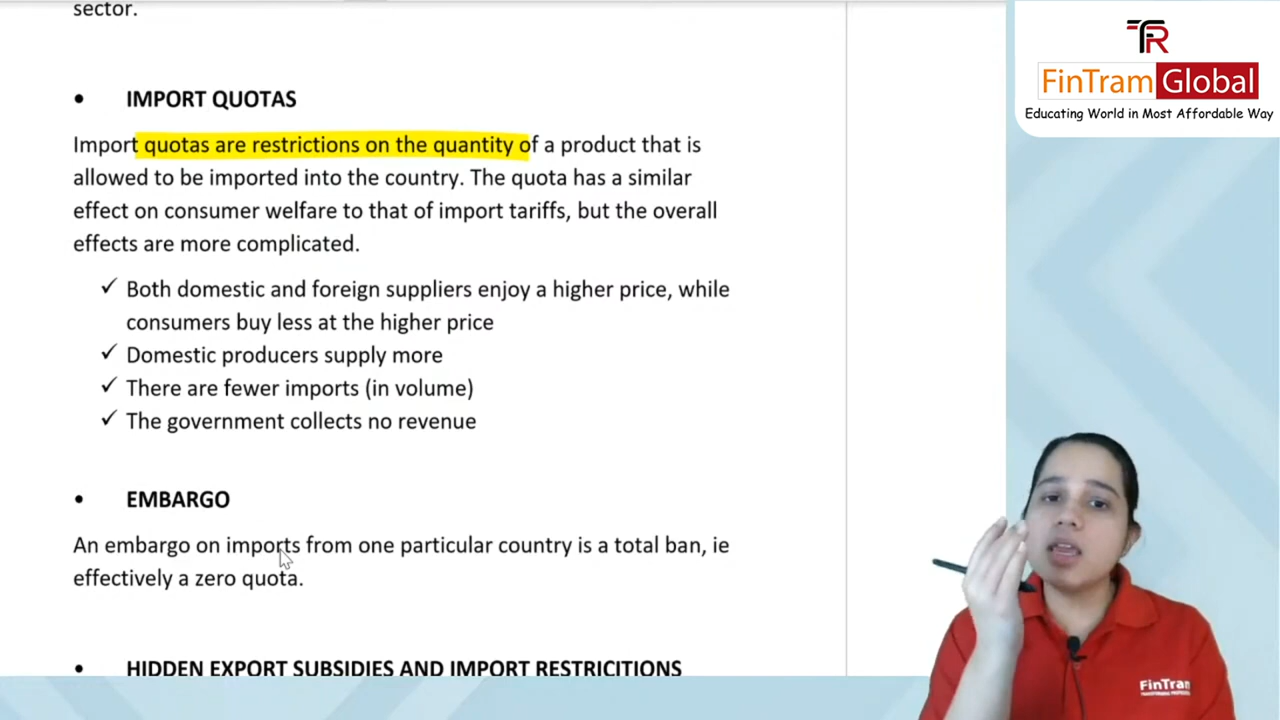 sector.
• IMPORT QUOTAS
Import quotas are restrictions on the quantity of a product that is
allowed to be imported into the country. The quota has a similar
effect on consumer welfare to that of import tariffs, but the overall
effects are more complicated.
✓ Both domestic and foreign suppliers enjoy a higher price, while
consumers buy less at the higher price
✓ Domestic producers supply more
✓ There are fewer imports (in volume)
✓ The government collects no revenue
• EMBARGO
An embargo on imports from one particular country is a total ban, ie
effectively a zero quota.
• HIDDEN EXPORT SUBSIDIES AND IMPORT RESTRICITIONS
FinTram Global
Educating World in Most Affordable Way
FinTram